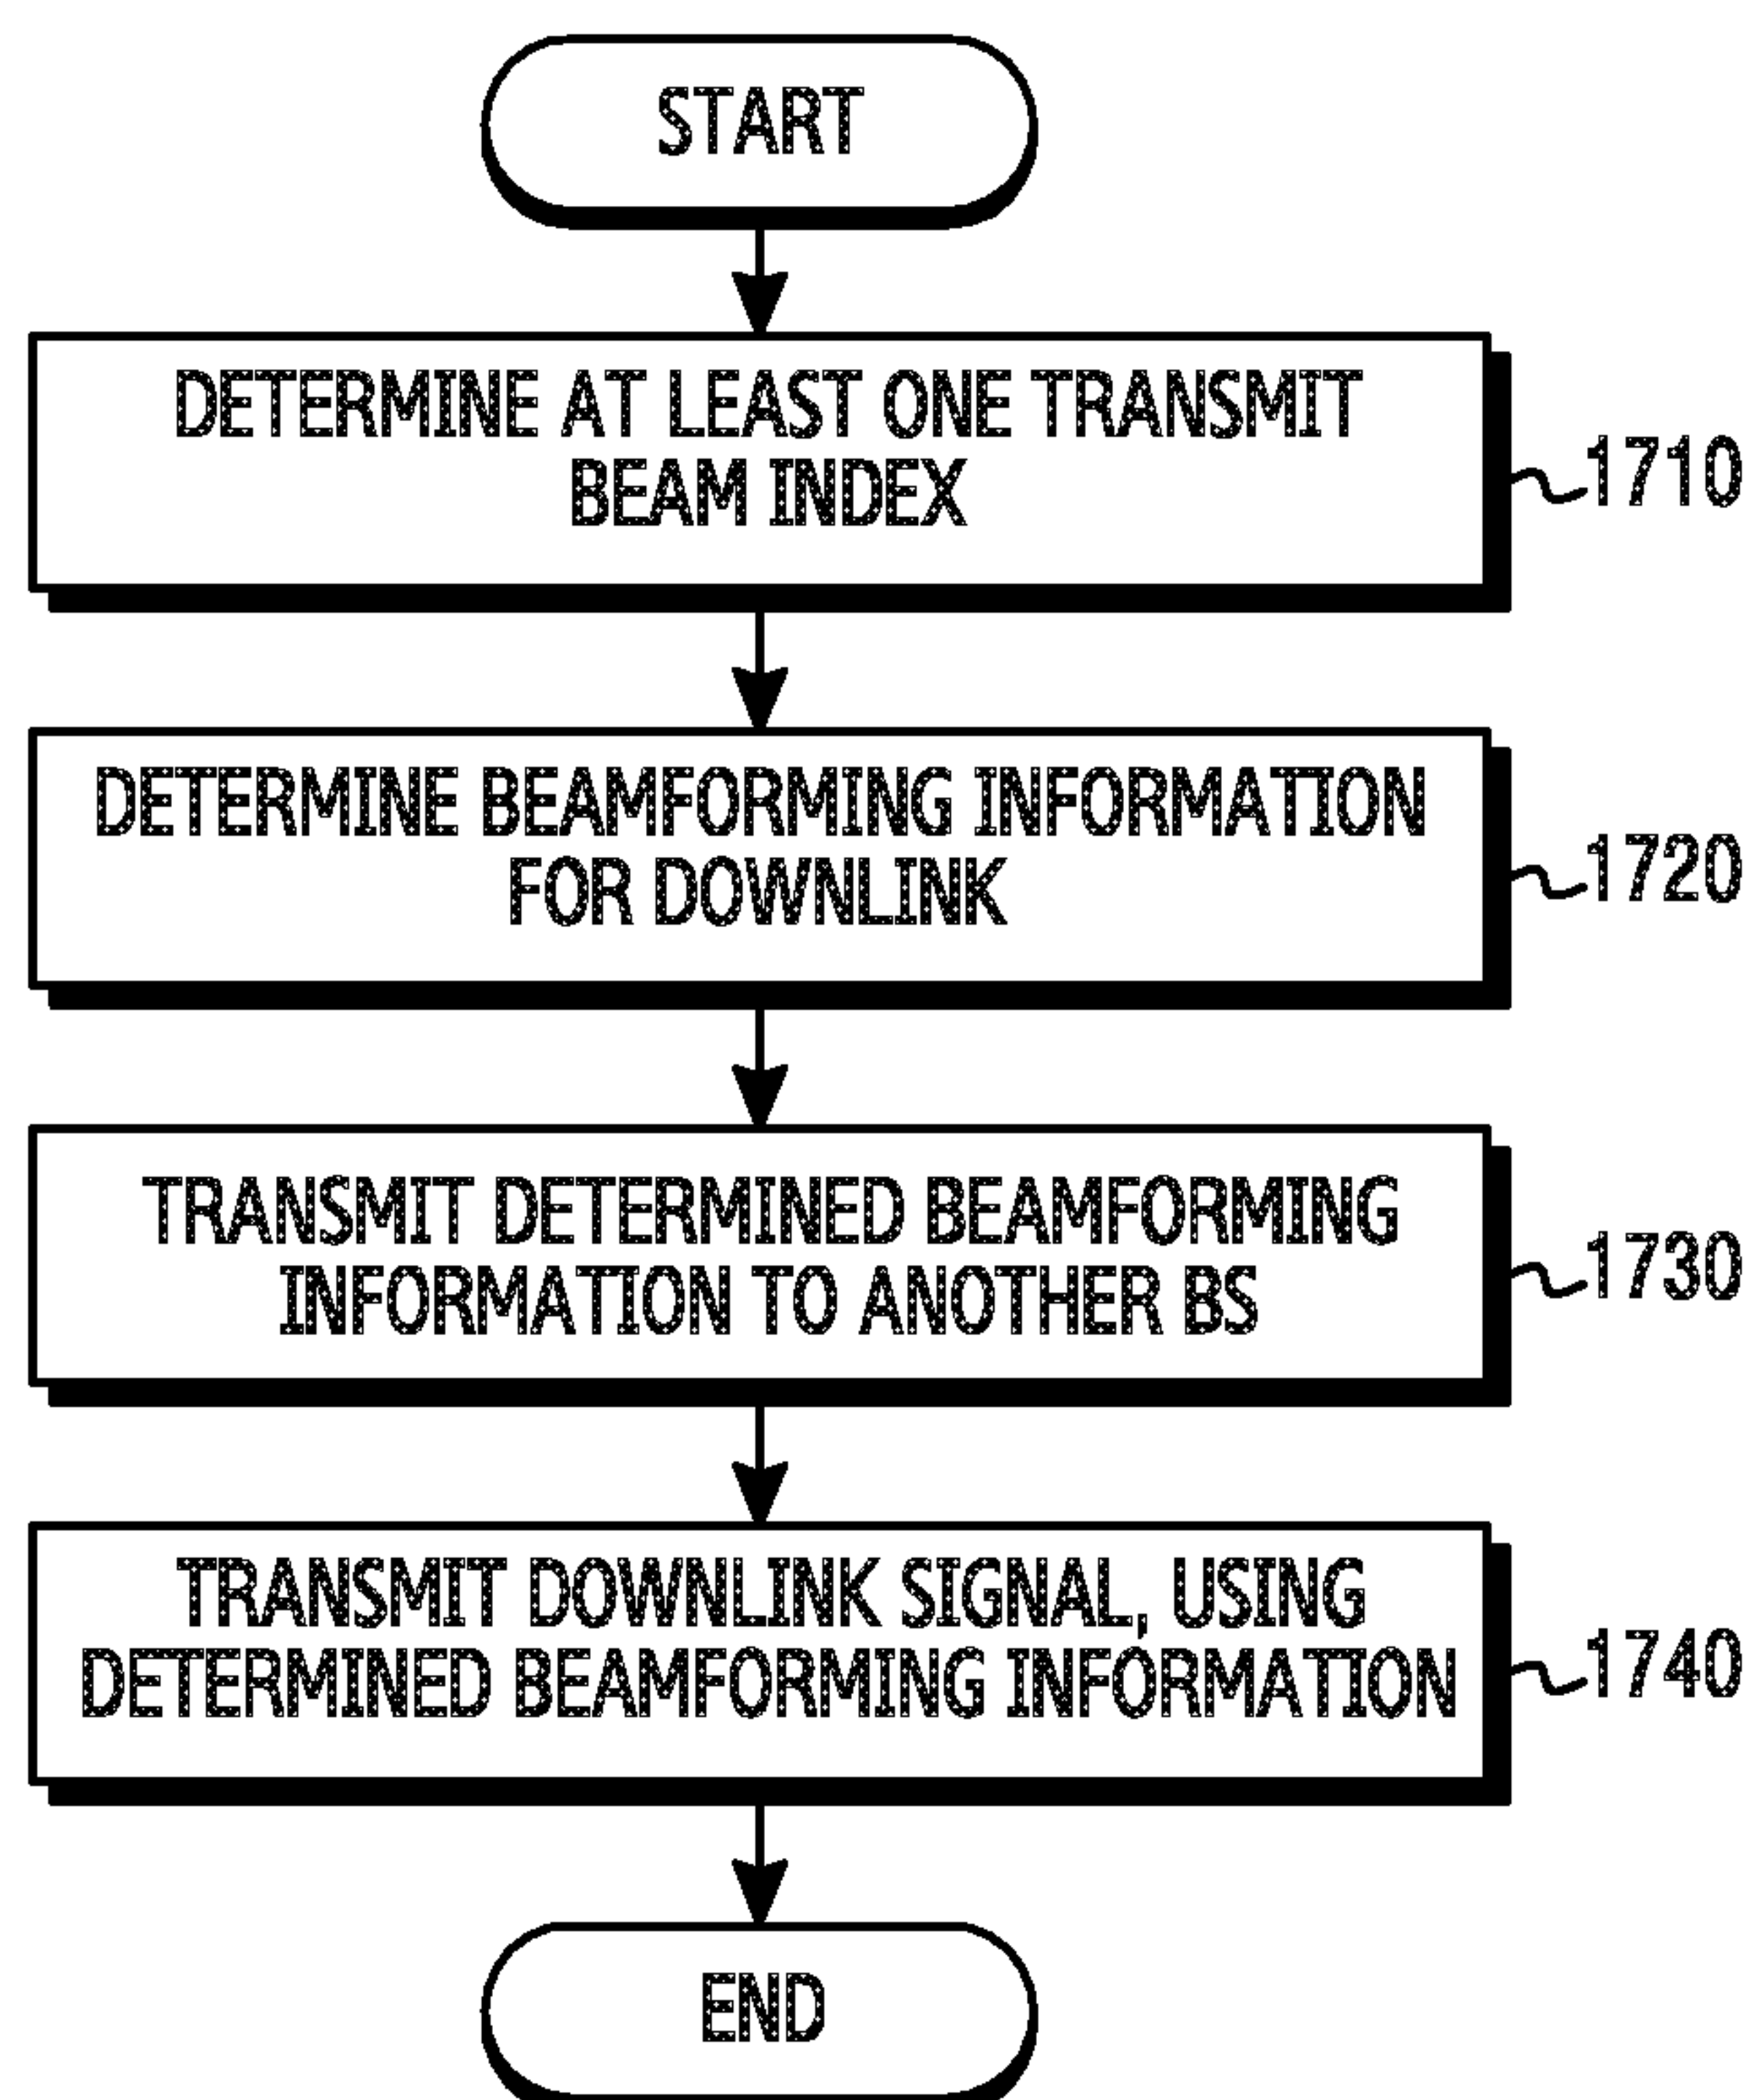 START
DETERMINE AT LEAST ONE TRANSMIT
BEAM INDEX
1710
DETERMINE BEAMFORMING INFORMATION
FOR DOWNLINK
1720
TRANSMIT DETERMINED BEAMFORMING
INFORMATION TO ANOTHER BS
1730
TRANSMIT DOWNLINK SIGNAL, USING
DETERMINED BEAMFORMING INFORMATION
1740
END